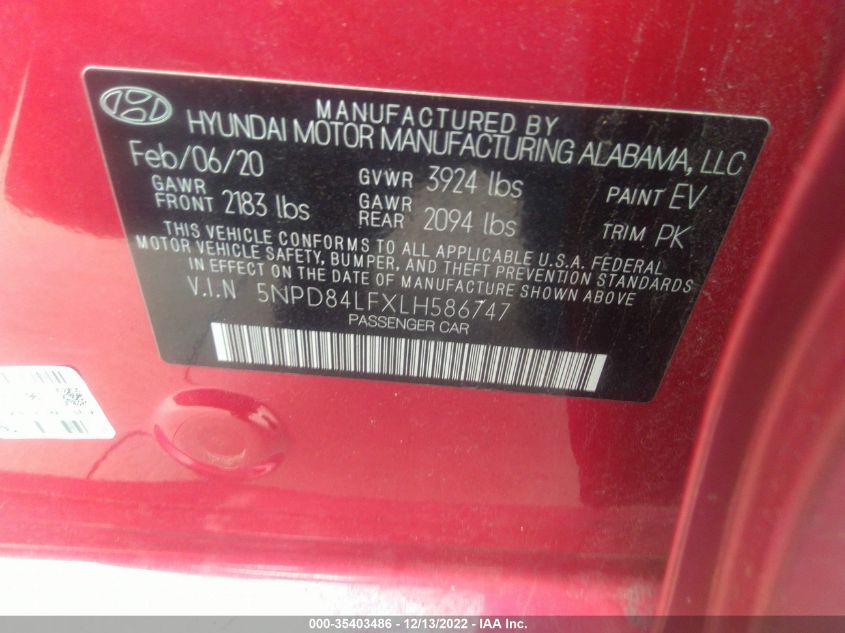 MANUFACTURED BY
HYUNDAI MOTOR MANUFACTURING ALABAMA, LLC
Feb/06/20 GVWR 3924 lbs PAINT EV
GAWR FRONT 2183 lbs GAWR REAR 2094 lbs TRIM PK
THIS VEHICLE CONFORMS TO ALL APPLICABLE U.S.A. FEDERAL
MOTOR VEHICLE SAFETY, BUMPER, AND THEFT PREVENTION STANDARDS
IN EFFECT ON THE DATE OF MANUFACTURE SHOWN ABOVE.
V.I.N 5NPD84LFXLH586747
PASSENGER CAR
000-35403486 - 12/13/2022 - IAA Inc.